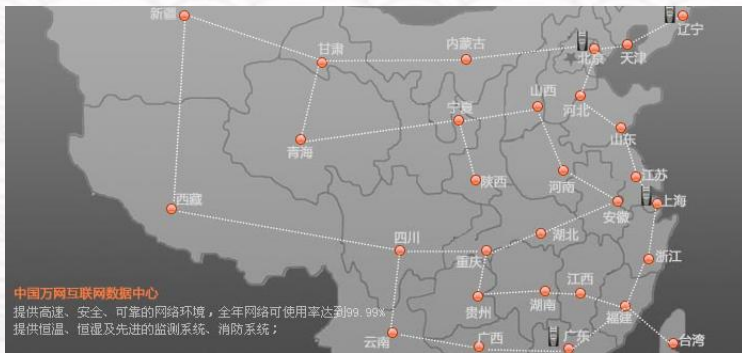 新疆
辽宁
甘肃
内蒙古
北京
天津
山西
河北
宁夏
山东
青海
陕西
河南
江苏
西藏
安徽
上海
四川
重庆
湖北
浙江
中国万网互联网数据中心
江西
贵州
湖南
福建
提供高速、安全、可靠的网络环境，全年网络可使用率达到99.99%
提供恒温、恒湿及先进的监测系统、消防系统；
云南
广西
广东
台湾